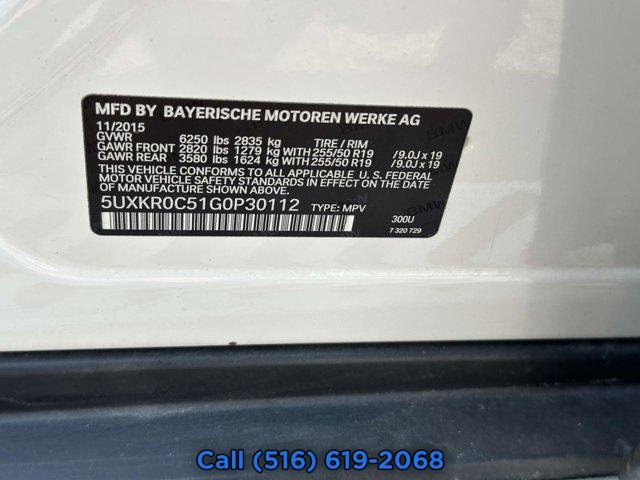 MFD BY BAYERISCHE MOTOREN WERKE AG
11/2015
GVWR 6250 lbs 2835 kg TIRE / RIM
GAWR FRONT 2820 lbs 1279 kg WITH 255/50 R19 /9.0J x 19
GAWR REAR 3580 lbs 1624 kg WITH 255/50 R19 /9.0J x 19
THIS VEHICLE CONFORMS TO ALL APPLICABLE U.S. FEDERAL
MOTOR VEHICLE SAFETY STANDARDS IN EFFECT ON THE DATE
OF MANUFACTURE SHOWN ABOVE.
5UXKR0C51G0P30112 TYPE: MPV
300U
7 320 729
Call (516) 619-2068